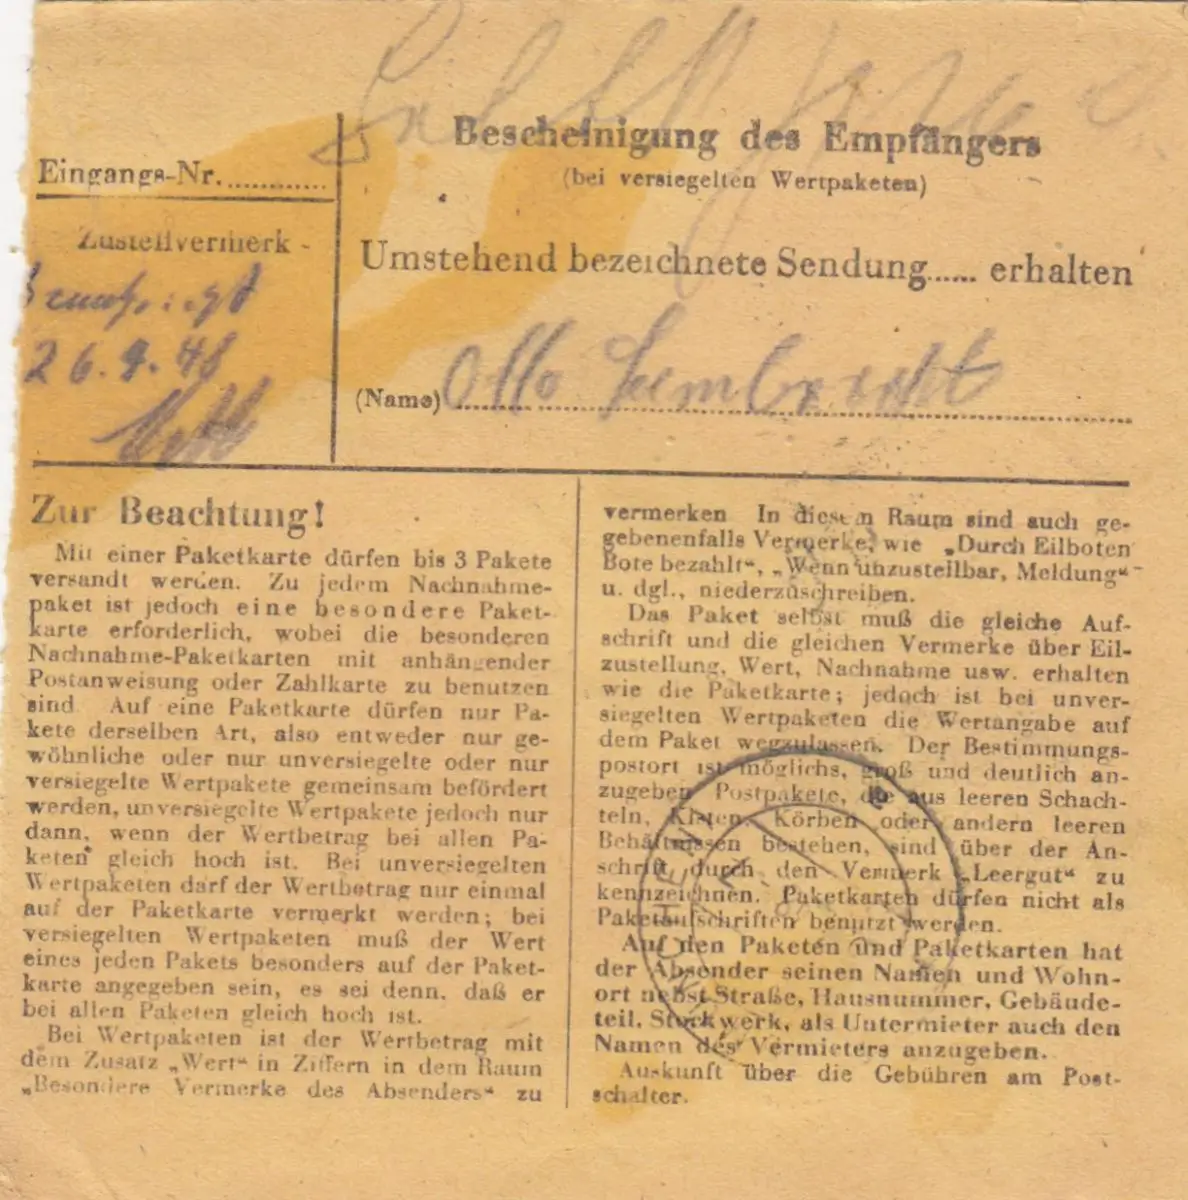 Bescheinigung des Empfängers
(bei versiegelten Wertpaketen)
Eingangs-Nr.............
Zustellvermerk
Umstehend bezeichnete Sendung...... erhalten
26.9.48
(Name) Otto
Zur Beachtung!
Mit einer Paketkarte dürfen bis 3 Pakete
versandt werden. Zu jedem Nachnahme-
paket ist jedoch eine besondere Paket-
karte erforderlich, wobei die besonderen
Nachnahme-Paketkarten mit anhängender
Postanweisung oder Zahlkarte zu benutzen
sind. Auf eine Paketkarte dürfen nur Pa-
kete derselben Art, also entweder nur ge-
wöhnliche oder nur unversiegelte oder nur
versiegelte Wertpakete gemeinsam befördert
werden, unversiegelte Wertpakete jedoch nur
dann, wenn der Wertbetrag bei allen Pa-
keten gleich hoch ist. Bei unversiegelten
Wertpaketen darf der Wertbetrag nur einmal
auf der Paketkarte vermerkt werden; bei
versiegelten Wertpaketen muß der Wert
eines jeden Pakets besonders auf der Paket-
karte angegeben sein, es sei denn, daß er
bei allen Paketen gleich hoch ist.
Bei Wertpaketen ist der Wertbetrag mit
dem Zusatz „Wert“ in Ziffern in dem Raum
„Besondere Vermerke des Absenders“ zu
vermerken In diesem Raum sind auch ge-
gebenenfalls Vermerke, wie „Durch Eilboten
Bote bezahlt“, „Wenn unzustellbar, Meldung“
u. dgl., niederzuschreiben.
Das Paket selbst muß die gleiche Auf-
schrift und die gleichen Vermerke über Eil-
zustellung, Wert, Nachnahme usw. erhalten
wie die Paketkarte; jedoch ist bei unver-
siegelten Wertpaketen die Wertangabe auf
dem Paket wegzulassen. Der Bestimmungs-
postort ist möglichs, groß und deutlich an-
zugeben Postpakete, die aus leeren Schach-
teln, Kisten, Körben oder andern leeren
Behältnissen bestehen, sind über der An-
schrift durch den Vermerk „Leergut“ zu
kennzeichnen. Paketkarten dürfen nicht als
Paketaufschriften benutzt werden.
Auf den Paketen und Paketkarten hat
der Absender seinen Namen und Wohn-
ort nebst Straße, Hausnummer, Gebäude-
teil, Stockwerk, als Untermieter auch den
Namen des Vermieters anzugeben.
Auskunft über die Gebühren am Post-
schalter.